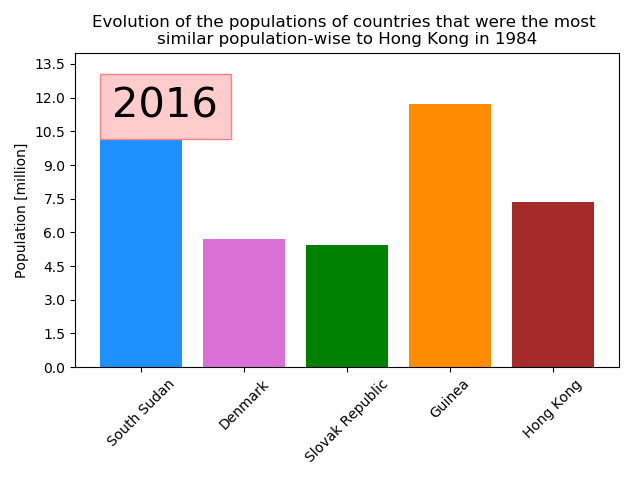 Evolution of the populations of countries that were the most
similar population-wise to Hong Kong in 1984
2016
Population [million]
13.5
12.0
10.5
9.0
7.5
6.0
4.5
3.0
1.5
0.0
South Sudan
Denmark
Slovak Republic
Guinea
Hong Kong